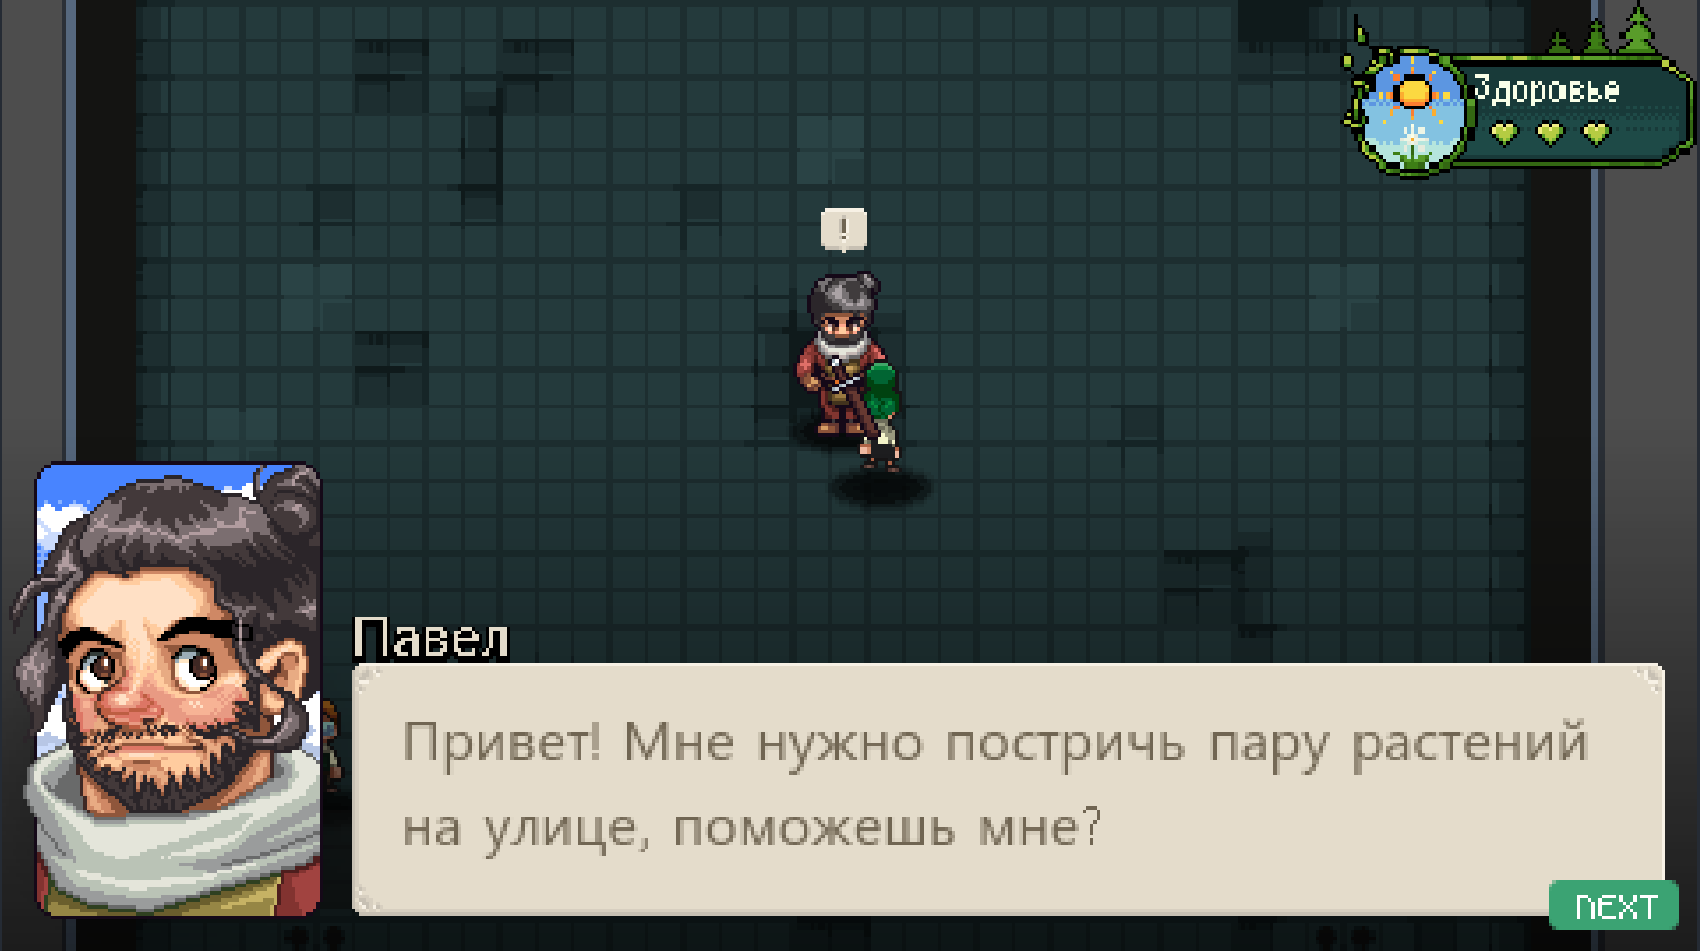 Здоровье
!
Павел
Привет! Мне нужно постричь пару растений
на улице, поможешь мне?
NEXT